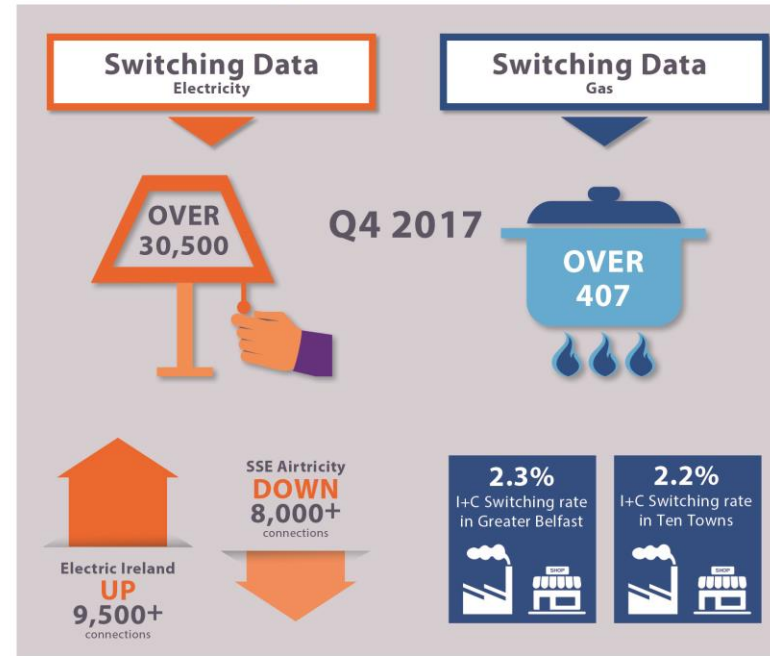 Switching Data
Electricity
Switching Data
Gas
OVER
30,500
Q4 2017
OVER
407
Electric Ireland
UP
9,500+
connections
SSE Airtricity
DOWN
8,000+
connections
2.3%
I+C Switching rate
in Greater Belfast
SHOP
2.2%
I+C Switching rate
in Ten Towns
SHOP